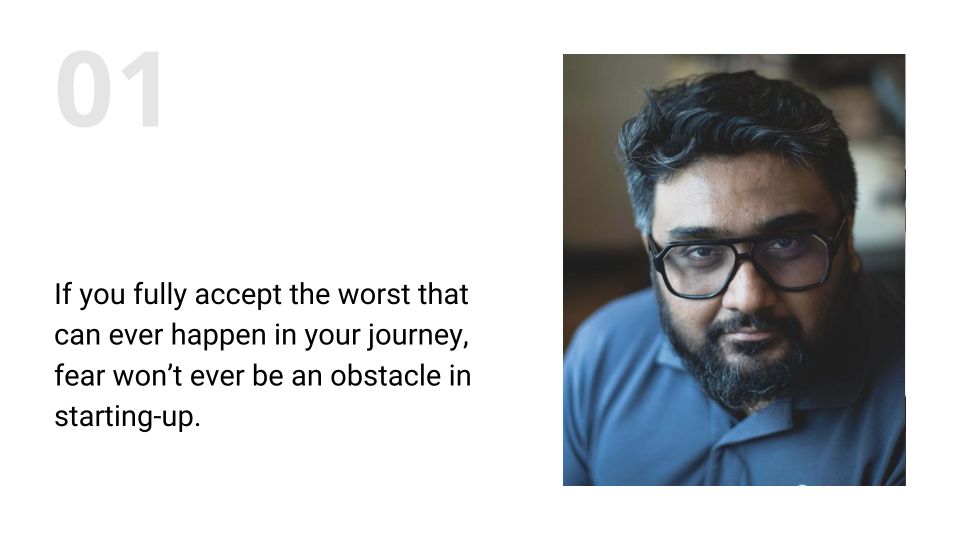 01
If you fully accept the worst that
can ever happen in your journey,
fear won’t ever be an obstacle in
starting-up.